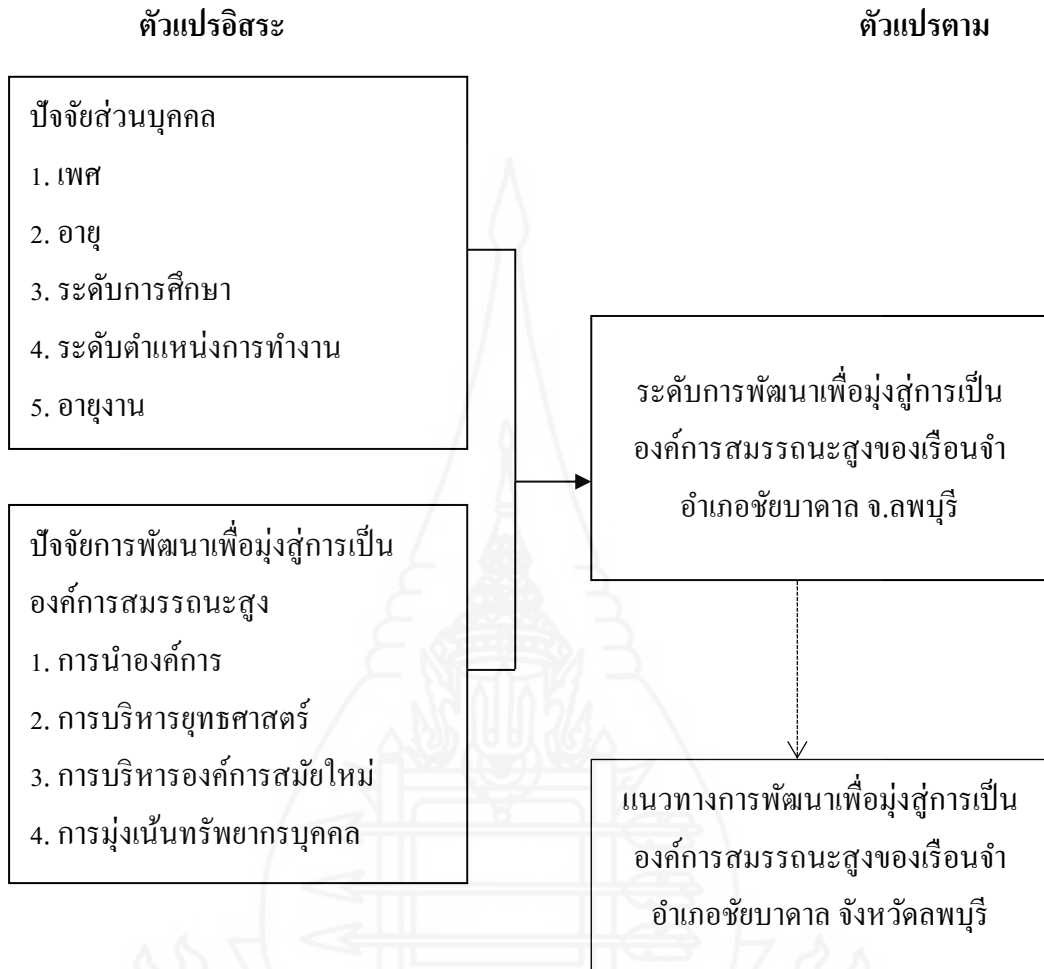 ตัวแปรอิสระ
ตัวแปรตาม
ปัจจัยส่วนบุคคล
1. เพศ
2. อายุ
3. ระดับการศึกษา
4. ระดับตำแหน่งการทำงาน
5. อายุงาน
ปัจจัยการพัฒนาเพื่อมุ่งสู่การเป็น
องค์การสมรรถนะสูง
1. การนำองค์การ
2. การบริหารยุทธศาสตร์
3. การบริหารองค์การสมัยใหม่
4. การมุ่งเน้นทรัพยากรบุคคล
ระดับการพัฒนาเพื่อมุ่งสู่การเป็น
องค์การสมรรถนะสูงของเรือนจำ
อำเภอชัยบาดาล จ.ลพบุรี
แนวทางการพัฒนาเพื่อมุ่งสู่การเป็น
องค์การสมรรถนะสูงของเรือนจำ
อำเภอชัยบาดาล จังหวัดลพบุรี